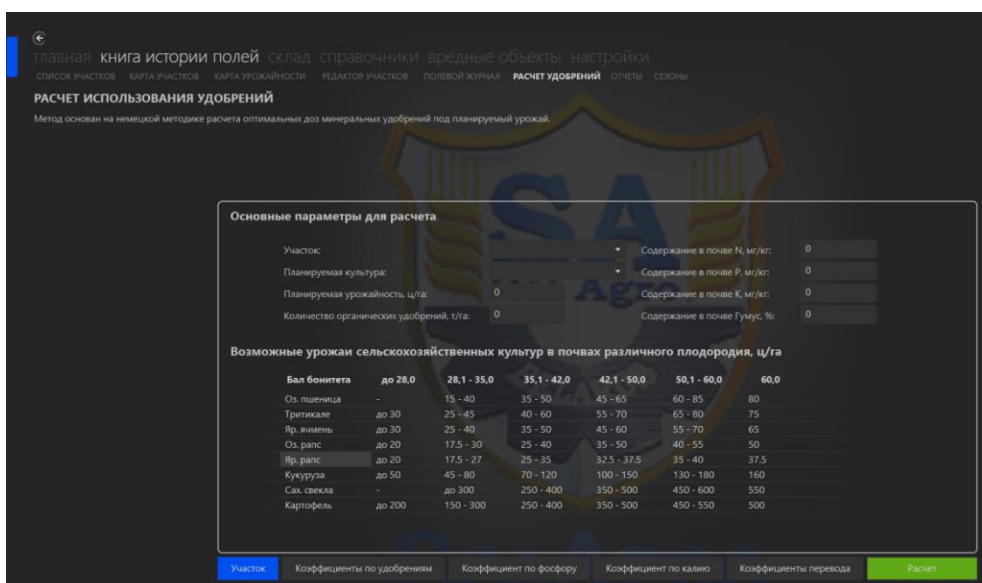 главная книга истории полей склад справочники вредные объекты настройки
СПИСОК УЧАСТКОВ КАРТА УЧАСТКОВ КАРТА УРОЖАЙНОСТИ РЕДАКТОР УЧАСТКОВ ПОЛЕВОЙ ЖУРНАЛ РАСЧЕТ УДОБРЕНИЙ ОТЧЕТЫ СЕЗОНЫ
РАСЧЕТ ИСПОЛЬЗОВАНИЯ УДОБРЕНИЙ
Метод основан на немецкой методике расчета оптимальных доз минеральных удобрений под планируемый урожай.
SA
Agro
Основные параметры для расчета
Участок: Содержание в почве N, мг/кг: 0
Планируемая культура: Содержание в почве P, мг/кг: 0
Планируемая урожайность, ц/га: 0 Содержание в почве K, мг/кг: 0
Количество органических удобрений, т/га: 0 Содержание в почве Гумус, %: 0
Возможные урожаи сельскохозяйственных культур в почвах различного плодородия, ц/га
Бал бонитета до 28,0 28,1 - 35,0 35,1 - 42,0 42,1 - 50,0 50,1 - 60,0 60,0
Оз. пшеница - 15 - 40 35 - 50 45 - 65 60 - 85 80
Тритикале до 30 25 - 45 40 - 60 55 - 70 65 - 80 75
Яр. ячмень до 30 25 - 40 35 - 50 45 - 60 55 - 70 65
Оз. рапс до 20 17.5 - 30 25 - 40 35 - 50 40 - 55 50
Яр. рапс до 20 17.5 - 27 25 - 35 32.5 - 37.5 35 - 40 37.5
Кукуруза до 50 45 - 80 70 - 120 100 - 150 130 - 180 160
Сах. свекла - до 300 250 - 400 350 - 500 450 - 600 550
Картофель до 200 150 - 300 250 - 400 350 - 500 450 - 550 500
Участок Коэффициенты по удобрениям Коэффициент по фосфору Коэффициент по калию Коэффициенты перевода Расчет